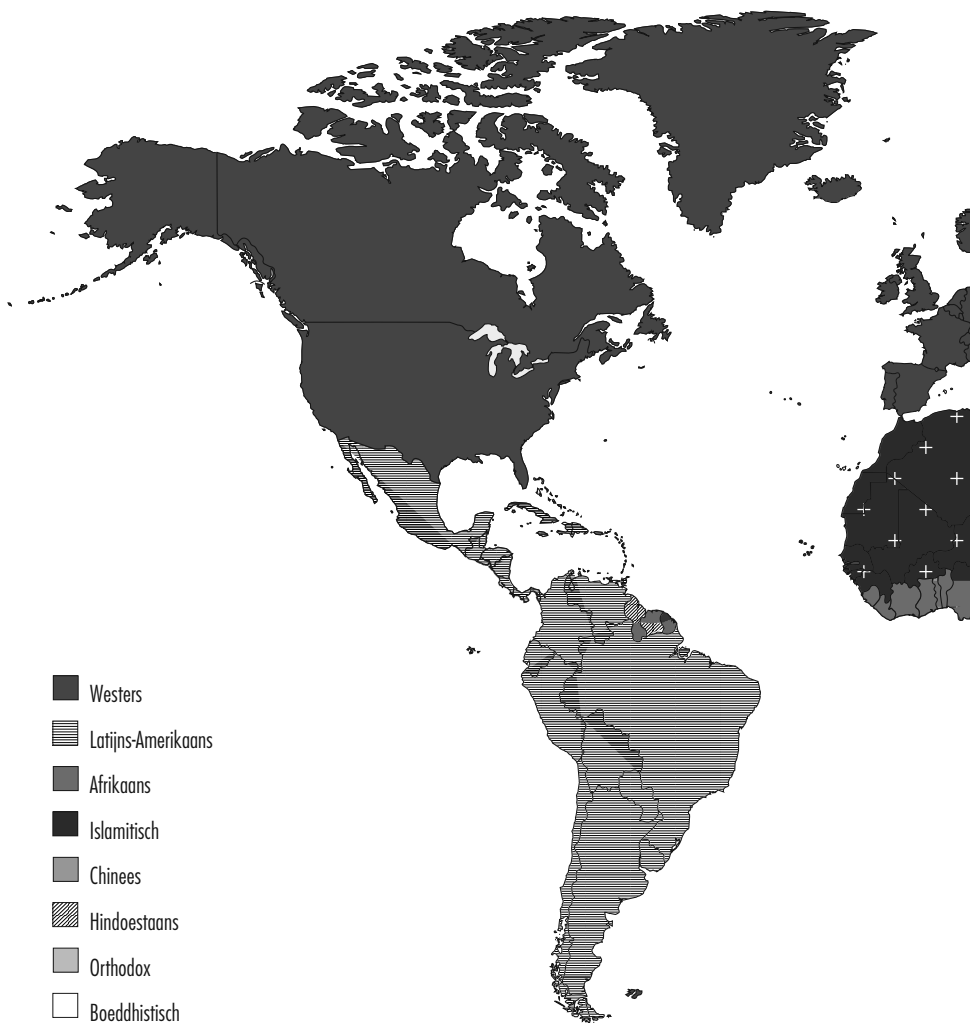 Westers
Latijns-Amerikaans
Afrikaans
Islamitisch
Chinees
Hindoestaans
Orthodox
Boeddhistisch